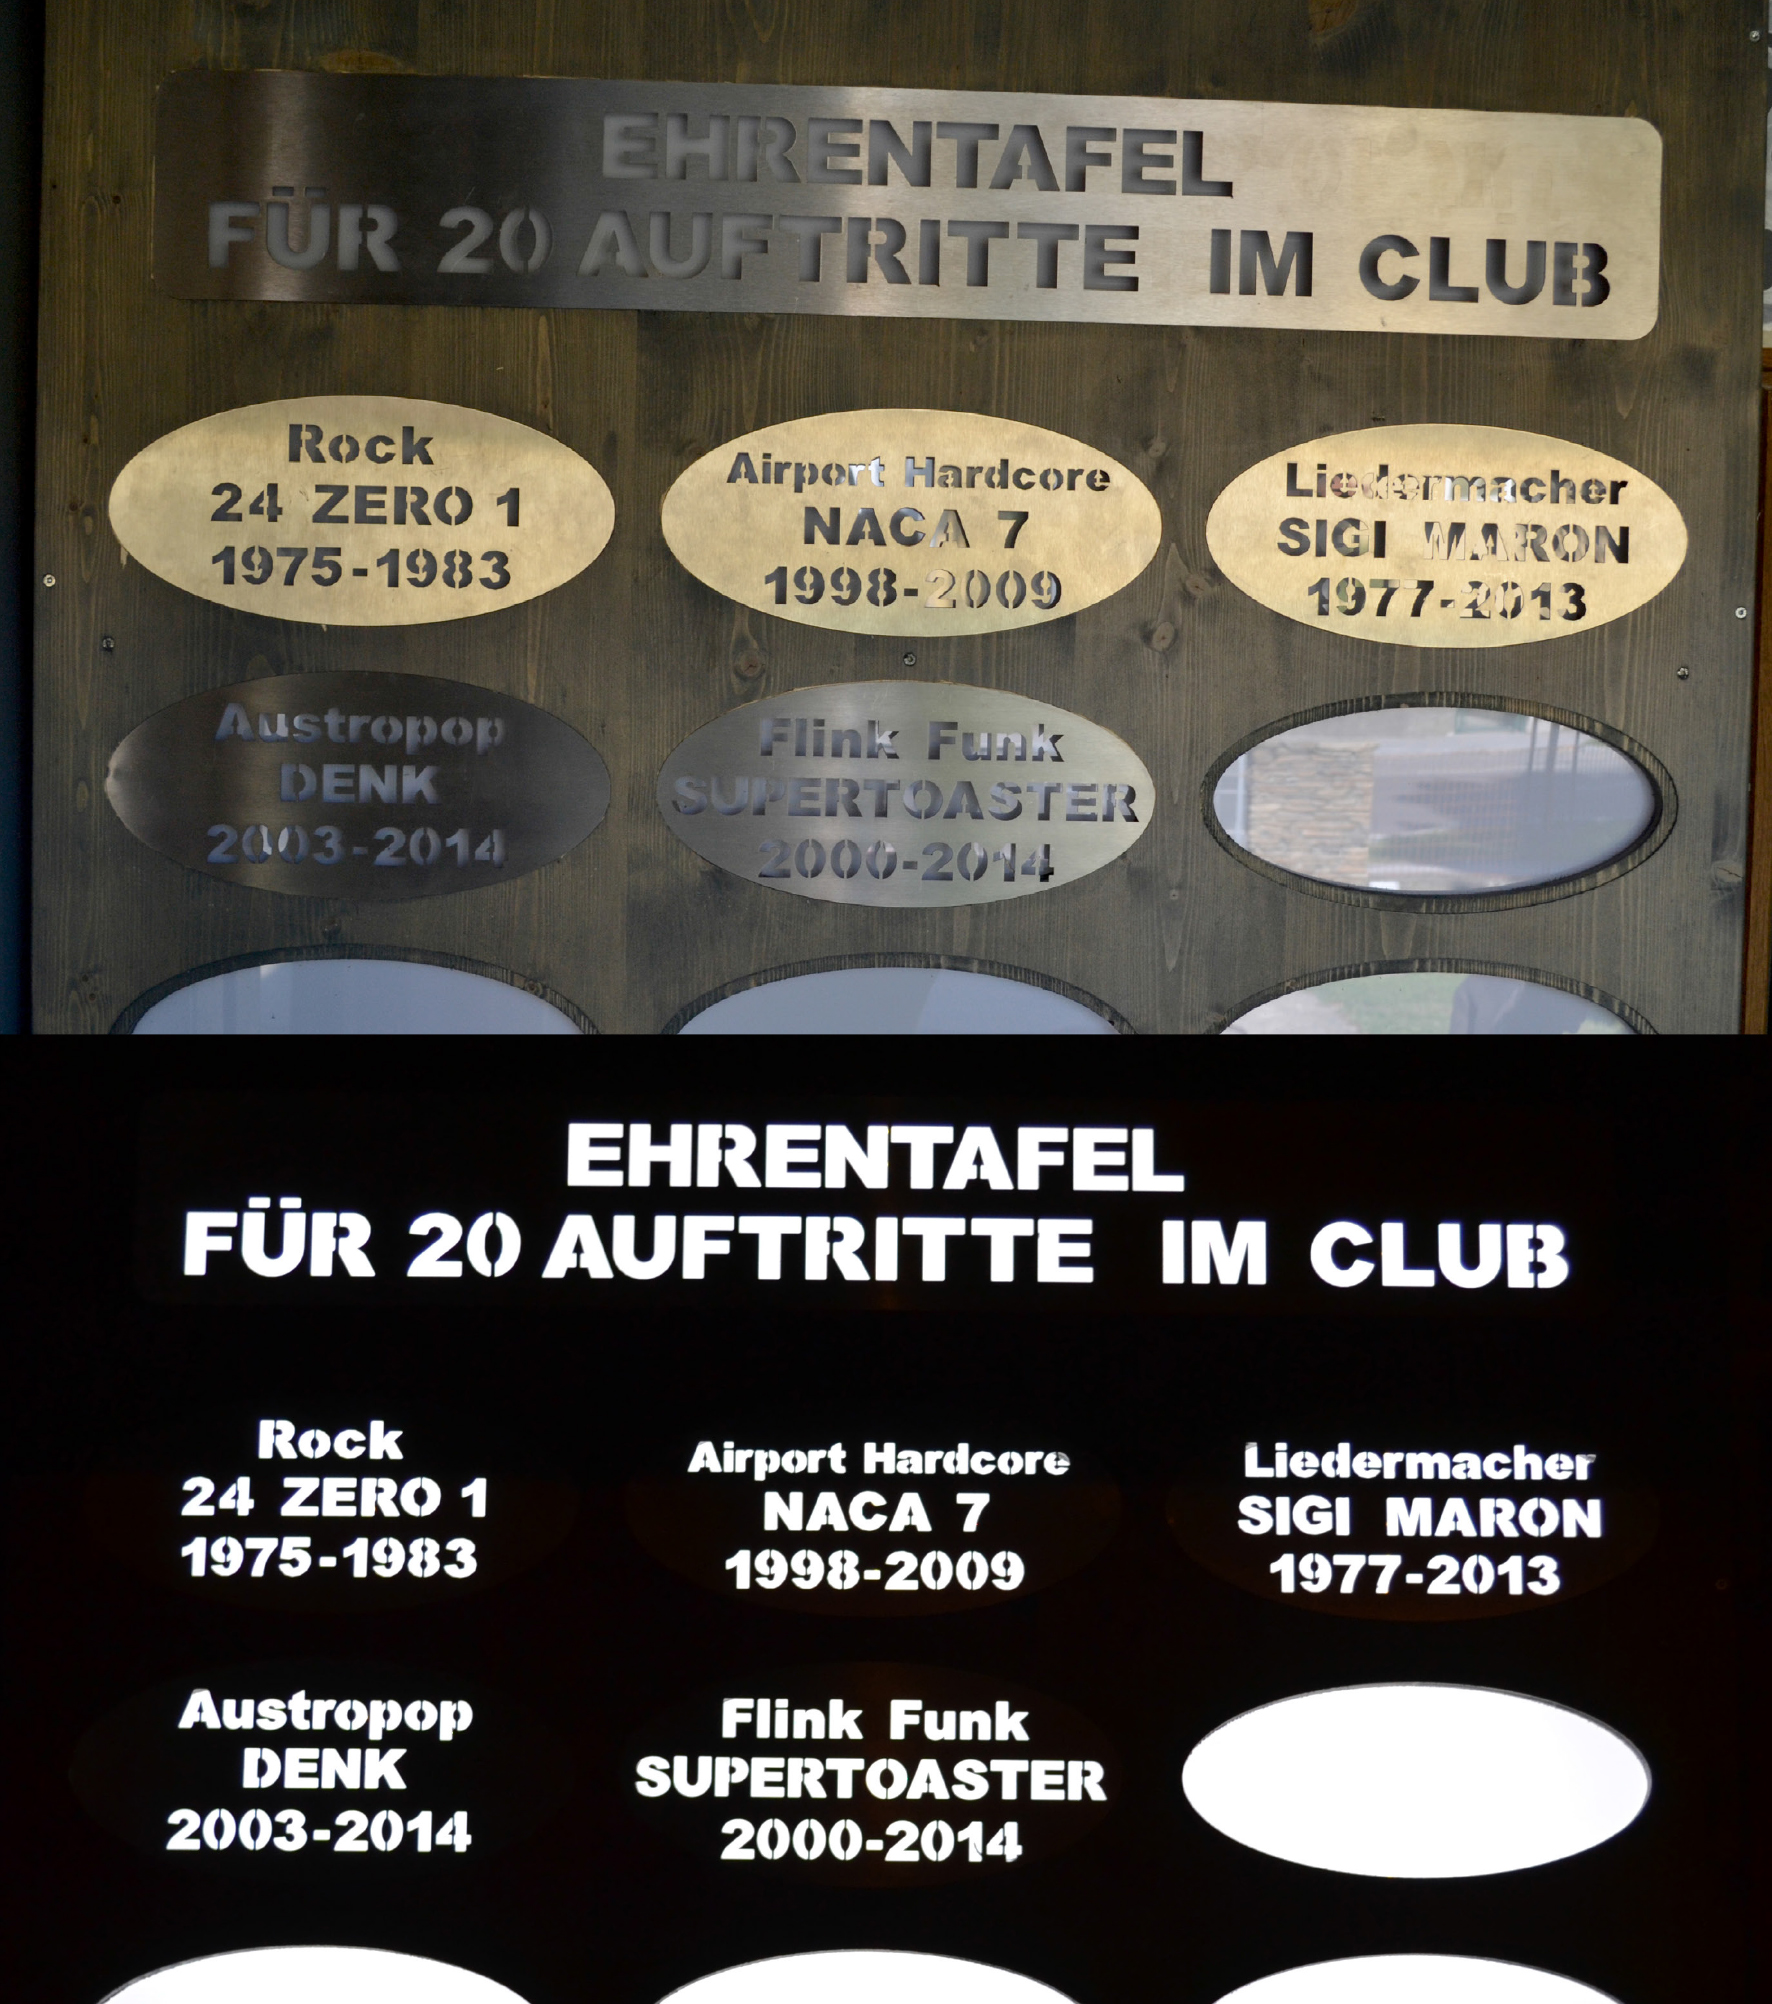 EHRENTAFEL
FÜR 20 AUFTRITTE IM CLUB
Rock
24 ZERO 1
1975-1983
Airport Hardcore
NACA 7
1998-2009
Liedermacher
SIGI MARON
1977-2013
Austropop
DENK
2003-2014
Flink Funk
SUPERTOASTER
2000-2014
EHRENTAFEL
FÜR 20 AUFTRITTE IM CLUB
Rock
24 ZERO 1
1975-1983
Airport Hardcore
NACA 7
1998-2009
Liedermacher
SIGI MARON
1977-2013
Austropop
DENK
2003-2014
Flink Funk
SUPERTOASTER
2000-2014